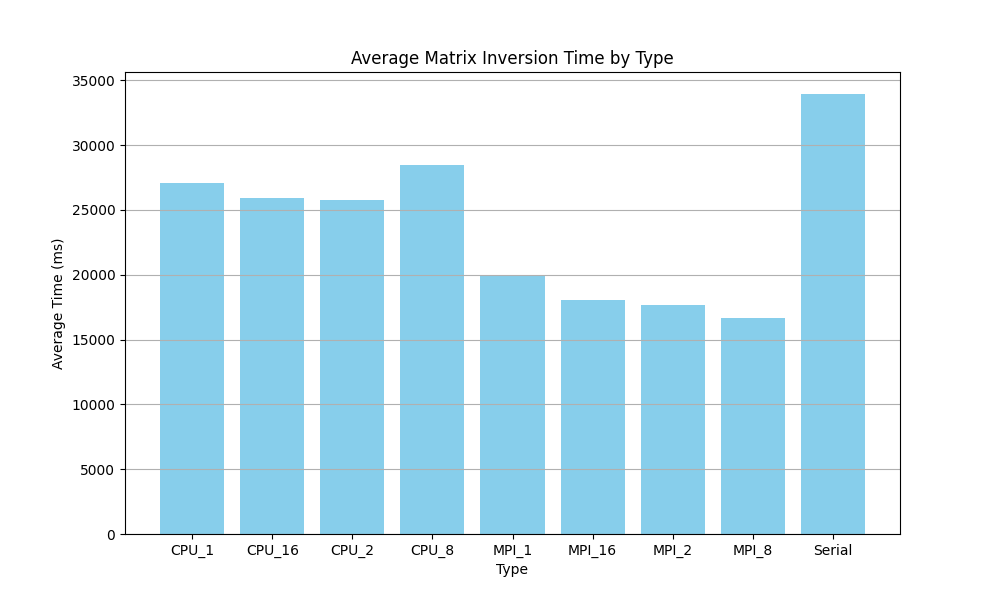 Average Matrix Inversion Time by Type
Average Time (ms)
35000
30000
25000
20000
15000
10000
5000
0
CPU_1 CPU_16 CPU_2 CPU_8 MPI_1 MPI_16 MPI_2 MPI_8 Serial
Type